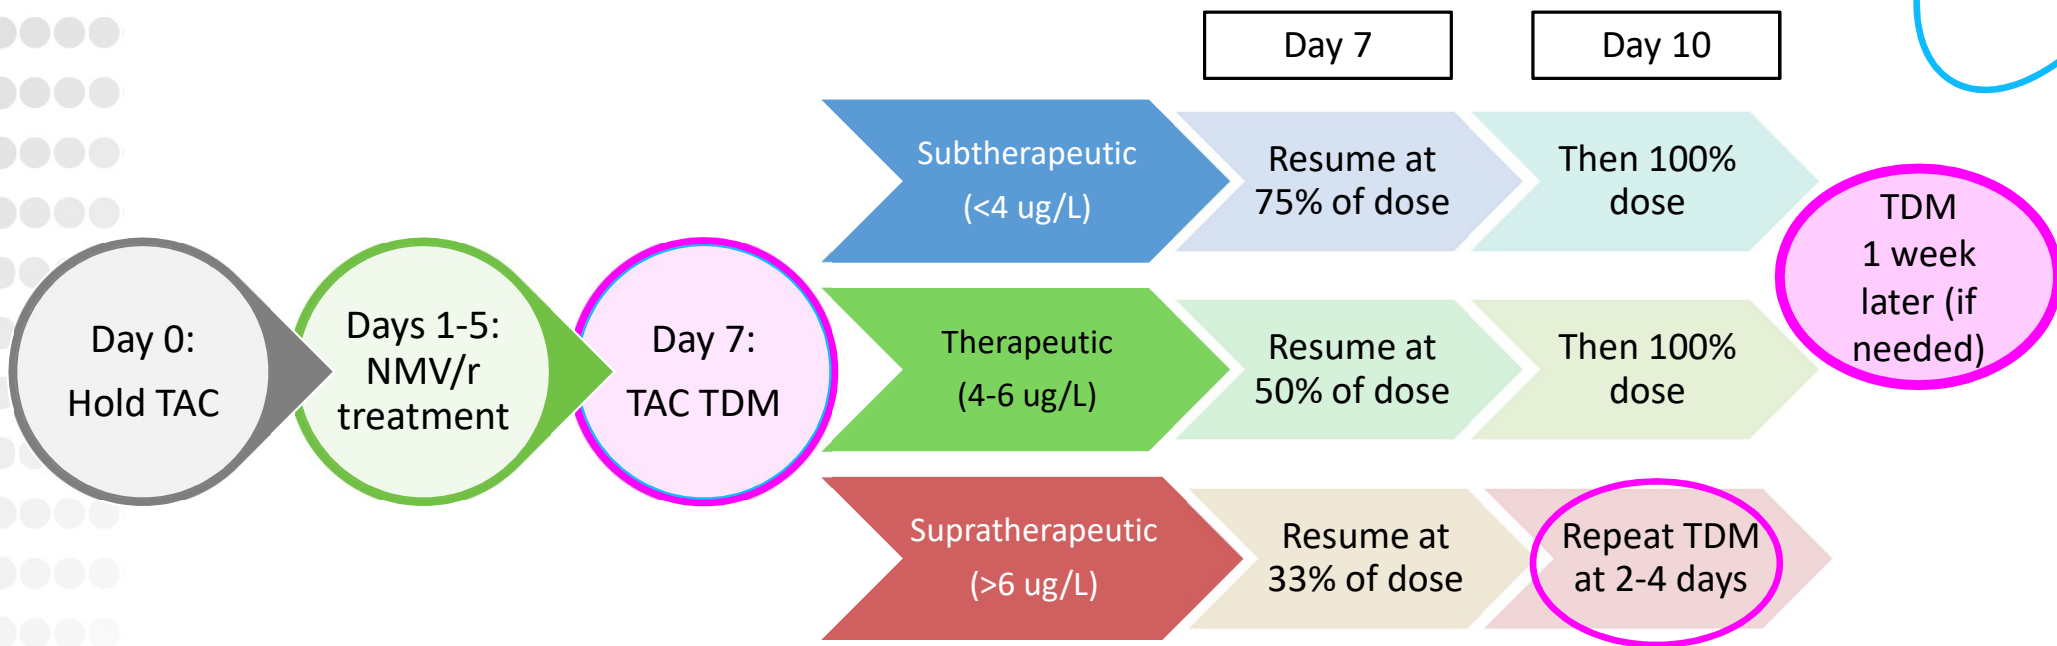 Day 7
Day 10
Day 0:
Hold TAC
Days 1-5:
NMV/r
treatment
Day 7:
TAC TDM
Subtherapeutic
(<4 ug/L)
Resume at
75% of dose
Then 100%
dose
Therapeutic
(4-6 ug/L)
Resume at
50% of dose
Then 100%
dose
Supratherapeutic
(>6 ug/L)
Resume at
33% of dose
Repeat TDM
at 2-4 days
TDM
1 week
later (if
needed)